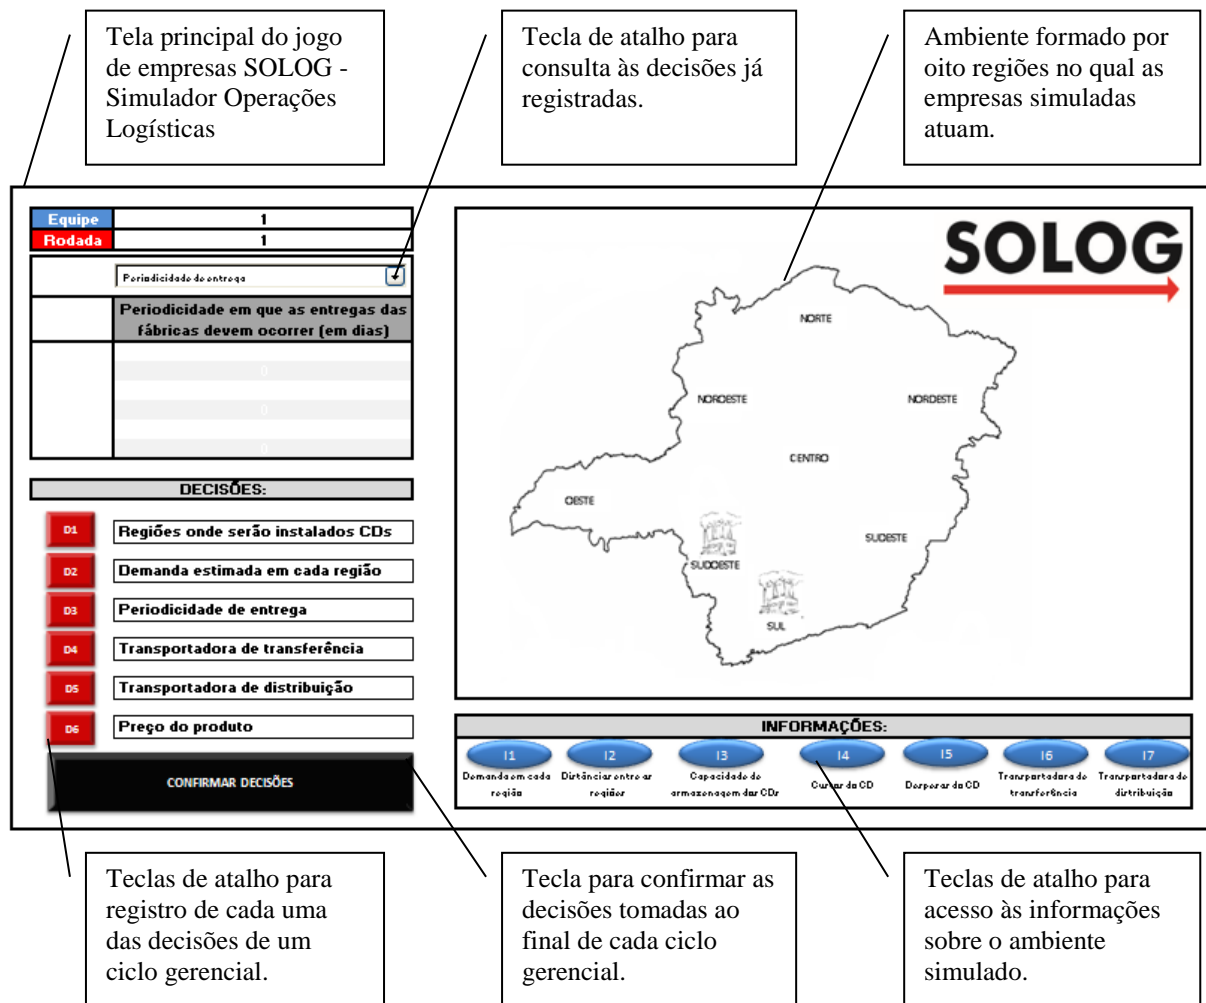 Tela principal do jogo
de empresas SOLOG -
Simulador Operações
Logísticas
Tecla de atalho para
consulta às decisões já
registradas.
Ambiente formado por
oito regiões no qual as
empresas simuladas
atuam.
Equipe 1
Rodada 1
Periodicidade de entrega
Periodicidade em que as entregas das
fábricas devem ocorrer (em dias)
0
0
0
DECISÕES:
D1 Regiões onde serão instalados CDs
D2 Demanda estimada em cada região
D3 Periodicidade de entrega
D4 Transportadora de transferência
D5 Transportadora de distribuição
D6 Preço do produto
CONFIRMAR DECISÕES
SOLOG
NORTE
NOROESTE
NORDESTE
CENTRO
OESTE
SUDESTE
SUDOESTE
SUL
INFORMAÇÕES:
I1 I2 I3 I4 I5 I6 I7
Demanda em cada
região
Distâncias entre as
regiões
Capacidade de
armazenagem dos CDs
Custos do CD
Despesas do CD
Transportadora de
transferência
Transportadora de
distribuição
Teclas de atalho para
registro de cada uma
das decisões de um
ciclo gerencial.
Tecla para confirmar as
decisões tomadas ao
final de cada ciclo
gerencial.
Teclas de atalho para
acesso às informações
sobre o ambiente
simulado.